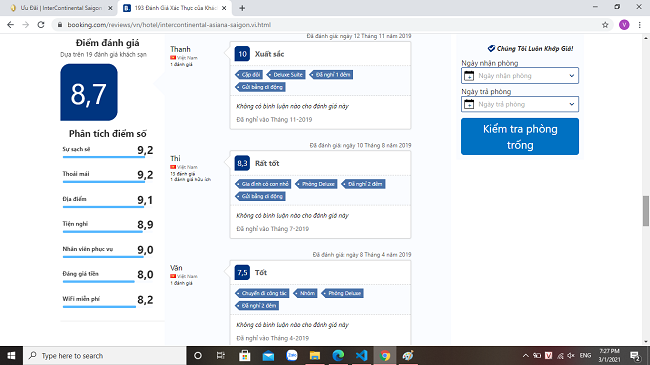 Ưu Đãi | InterContinental Saigon
193 Đánh Giá Xác Thực của Khác
booking.com/reviews/vn/hotel/intercontinental-asiana-saigon.vi.html
Điểm đánh giá
Dựa trên 19 đánh giá khách sạn
8,7
Phân tích điểm số
Sự sạch sẽ 9,2
Thoải mái 9,2
Địa điểm 9,1
Tiện nghi 8,9
Nhân viên phục vụ 9,0
Đáng giá tiền 8,0
WiFi miễn phí 8,2
Đã đánh giá: ngày 12 Tháng 11 năm 2019
Thanh
Việt Nam
1 đánh giá
10 Xuất sắc
Cặp đôi Deluxe Suite Đã nghỉ 1 đêm
Gửi bằng di động
Không có bình luận nào cho đánh giá này
Đã nghỉ vào Tháng 11-2019
Đã đánh giá: ngày 10 Tháng 8 năm 2019
Thi
Việt Nam
13 đánh giá
1 đánh giá hữu ích
8,3 Rất tốt
Gia đình có con nhỏ Phòng Deluxe Đã nghỉ 2 đêm
Gửi bằng di động
Không có bình luận nào cho đánh giá này
Đã nghỉ vào Tháng 7-2019
Đã đánh giá: ngày 8 Tháng 4 năm 2019
Văn
Việt Nam
1 đánh giá
7,5 Tốt
Chuyến đi công tác Nhóm Phòng Deluxe
Đã nghỉ 2 đêm
Không có bình luận nào cho đánh giá này
Đã nghỉ vào Tháng 4-2019
Chúng Tôi Luôn Khớp Giá!
Ngày nhận phòng
Ngày nhận phòng
Ngày trả phòng
Ngày trả phòng
Kiểm tra phòng
trống
Type here to search
7:27 PM
3/1/2021